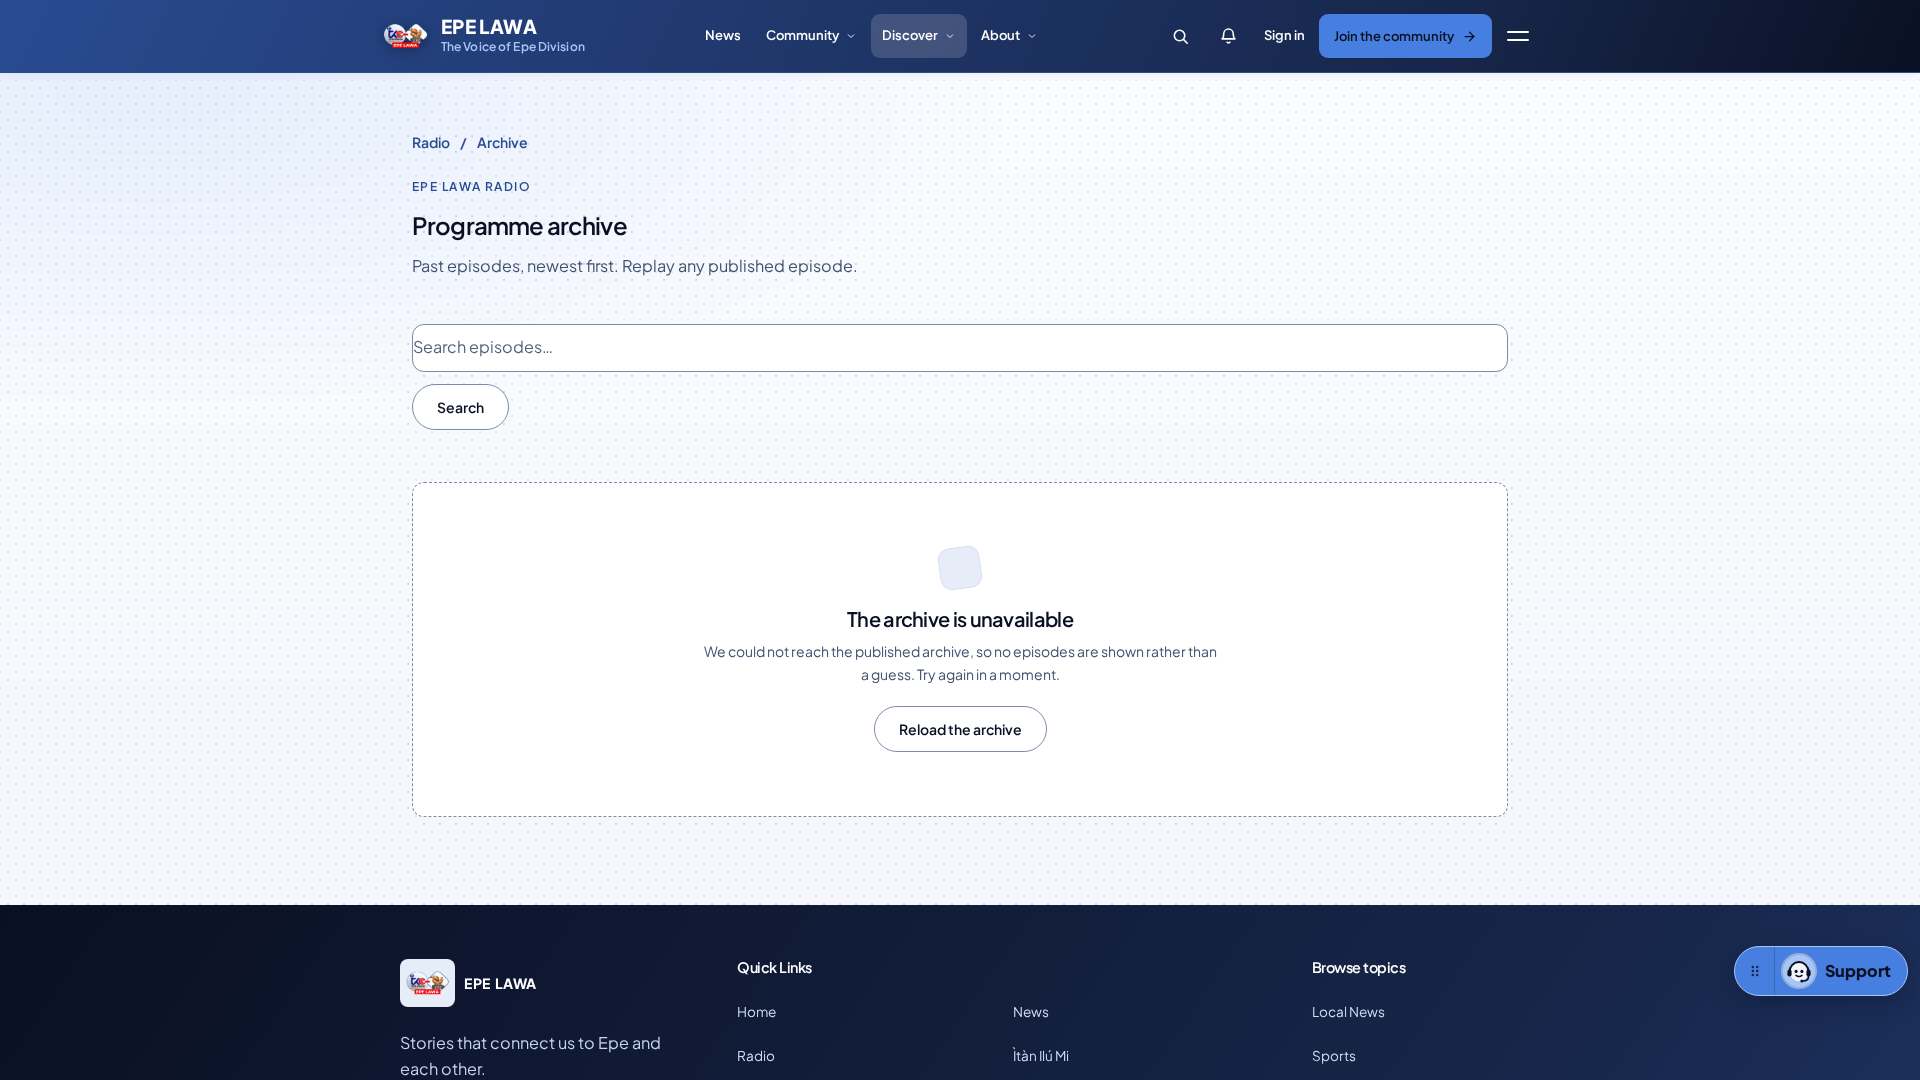 EPE LAWA
The Voice of Epe Division
News
Community
Discover
About
Sign in
Join the community
Radio / Archive
EPE LAWA RADIO
Programme archive
Past episodes, newest first. Replay any published episode.
Search episodes…
Search
The archive is unavailable
We could not reach the published archive, so no episodes are shown rather than
a guess. Try again in a moment.
Reload the archive
EPE LAWA
EPE LAWA
Stories that connect us to Epe and
each other.
Quick Links
Home
News
Radio
Ìtàn Ilú Mi
Browse topics
Local News
Sports
Support